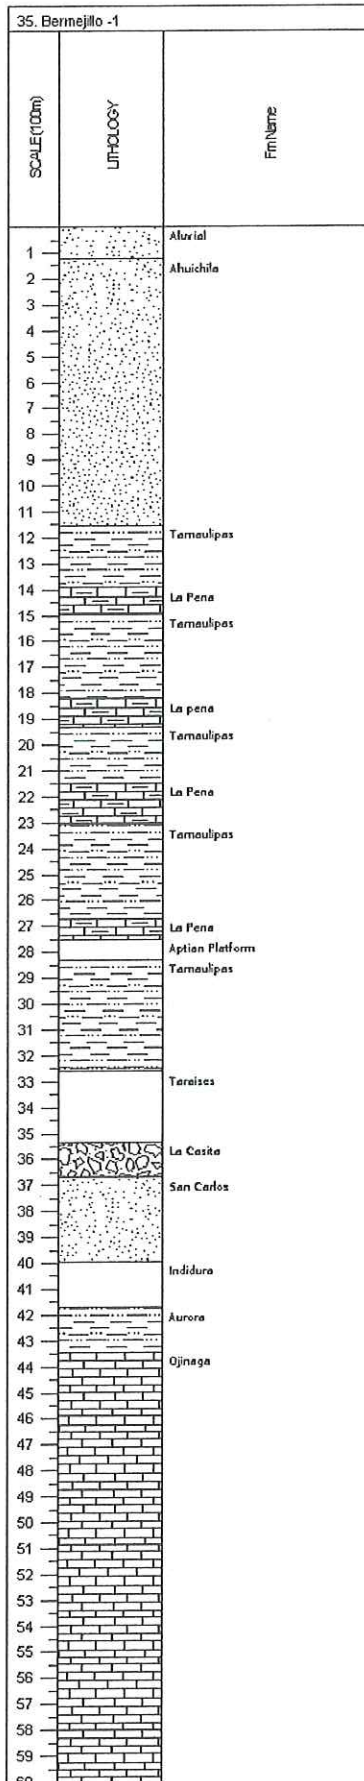 35. Bermejillo -1
SCALE(100m)
LITHOLOGY
FmName
Aluvial
1
Ahuichila
2
3
4
5
6
7
8
9
10
11
12
Tamaulipas
13
14
La Pena
15
Tamaulipas
16
17
18
La pena
19
Tamaulipas
20
21
22
La Pena
23
Tamaulipas
24
25
26
27
La Pena
28
Aptian Platform
Tamaulipas
29
30
31
32
33
Taraises
34
35
36
La Casita
37
San Carlos
38
39
40
Indidura
41
42
Aurora
43
Ojinaga
44
45
46
47
48
49
50
51
52
53
54
55
56
57
58
59
60